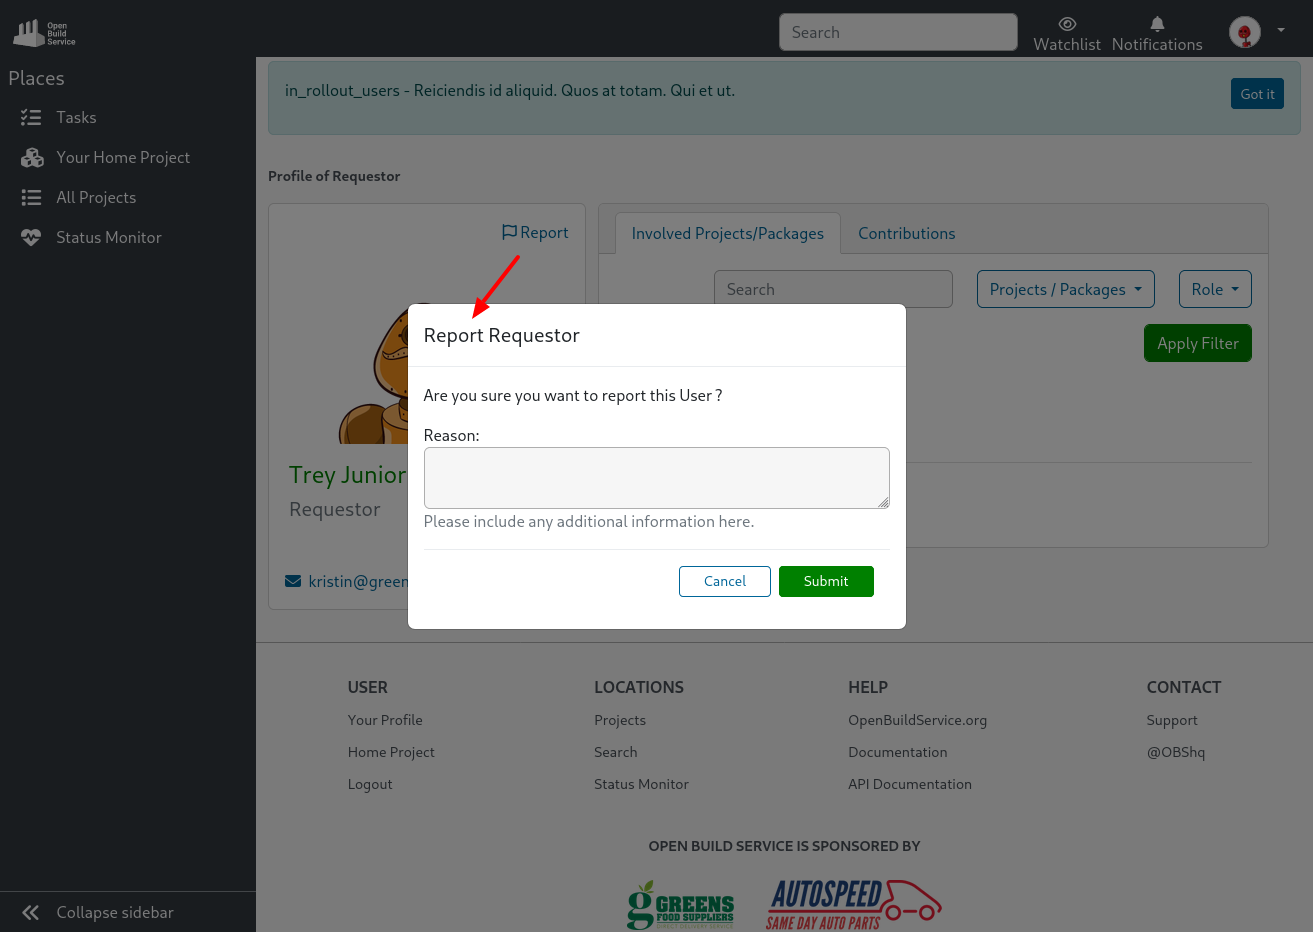 Open
Build
Service
Search
Watchlist
Notifications
Places
Tasks
Your Home Project
All Projects
Status Monitor
in_rollout_users - Reiciendis id aliquid. Quos at totam. Qui et ut.
Got it
Profile of Requestor
Report
Involved Projects/Packages
Contributions
Search
Projects / Packages
Role
Apply Filter
Trey Junior
Requestor
kristin@green
Report Requestor
Are you sure you want to report this User ?
Reason:
Please include any additional information here.
Cancel
Submit
USER
Your Profile
Home Project
Logout
LOCATIONS
Projects
Search
Status Monitor
HELP
OpenBuildService.org
Documentation
API Documentation
CONTACT
Support
@OBShq
OPEN BUILD SERVICE IS SPONSORED BY
g GREENS
FOOD SUPPLIERS
DIRECT DELIVERY SERVICE
AUTOSPEED
SAME DAY AUTO PARTS
Collapse sidebar